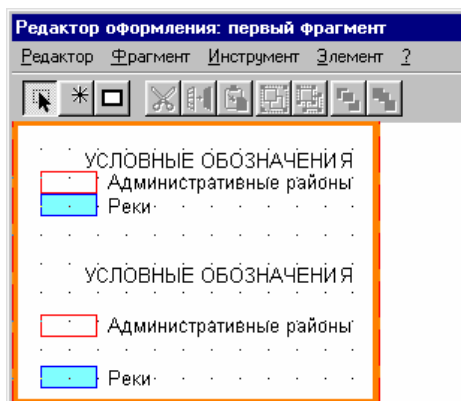 Редактор оформления: первый фрагмент
Редактор Фрагмент Инструмент Элемент ?
УСЛОВНЫЕ ОБОЗНАЧЕНИЯ
Административные районы
Реки
УСЛОВНЫЕ ОБОЗНАЧЕНИЯ
Административные районы
Реки